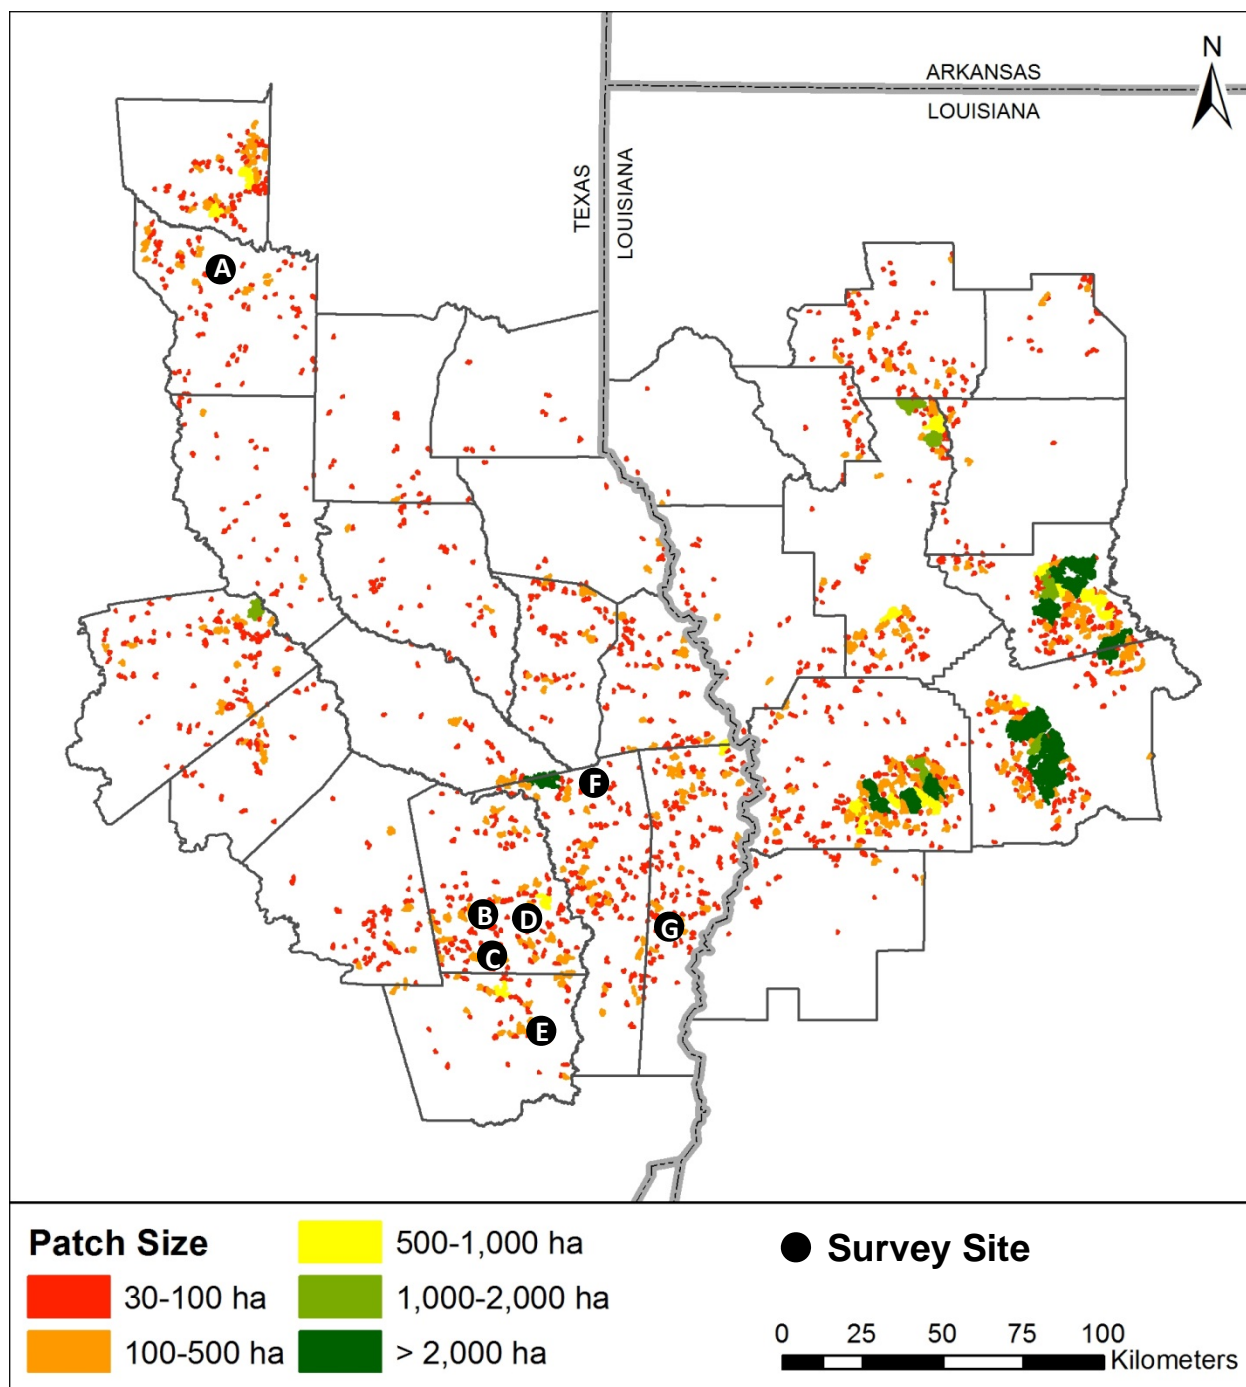 N
ARKANSAS
LOUISIANA
TEXAS
LOUISIANA
A
F
B
D
G
C
E
Patch Size
30-100 ha
100-500 ha
500-1,000 ha
1,000-2,000 ha
> 2,000 ha
Survey Site
0 25 50 75 100
Kilometers